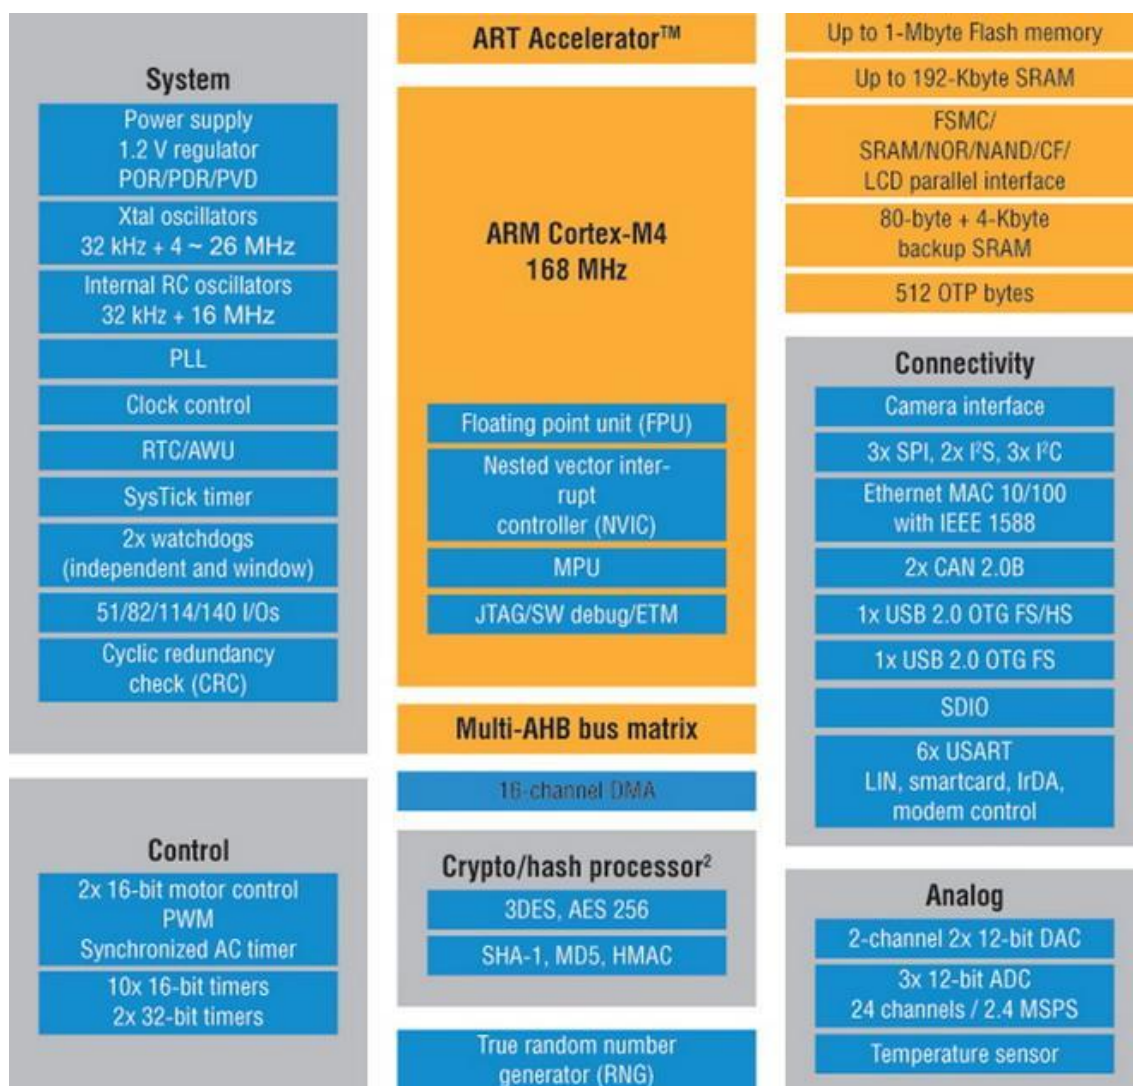 System
Power supply
1.2 V regulator
POR/PDR/PVD
Xtal oscillators
32 kHz + 4 ~ 26 MHz
Internal RC oscillators
32 kHz + 16 MHz
PLL
Clock control
RTC/AWU
SysTick timer
2x watchdogs
(independent and window)
51/82/114/140 I/Os
Cyclic redundancy
check (CRC)
Control
2x 16-bit motor control
PWM
Synchronized AC timer
10x 16-bit timers
2x 32-bit timers
ART Accelerator™
ARM Cortex-M4
168 MHz
Floating point unit (FPU)
Nested vector inter-
rupt
controller (NVIC)
MPU
JTAG/SW debug/ETM
Multi-AHB bus matrix
16-channel DMA
Crypto/hash processor²
3DES, AES 256
SHA-1, MD5, HMAC
True random number
generator (RNG)
Up to 1-Mbyte Flash memory
Up to 192-Kbyte SRAM
FSMC/
SRAM/NOR/NAND/CF/
LCD parallel interface
80-byte + 4-Kbyte
backup SRAM
512 OTP bytes
Connectivity
Camera interface
3x SPI, 2x I²S, 3x I²C
Ethernet MAC 10/100
with IEEE 1588
2x CAN 2.0B
1x USB 2.0 OTG FS/HS
1x USB 2.0 OTG FS
SDIO
6x USART
LIN, smartcard, IrDA,
modem control
Analog
2-channel 2x 12-bit DAC
3x 12-bit ADC
24 channels / 2.4 MSPS
Temperature sensor